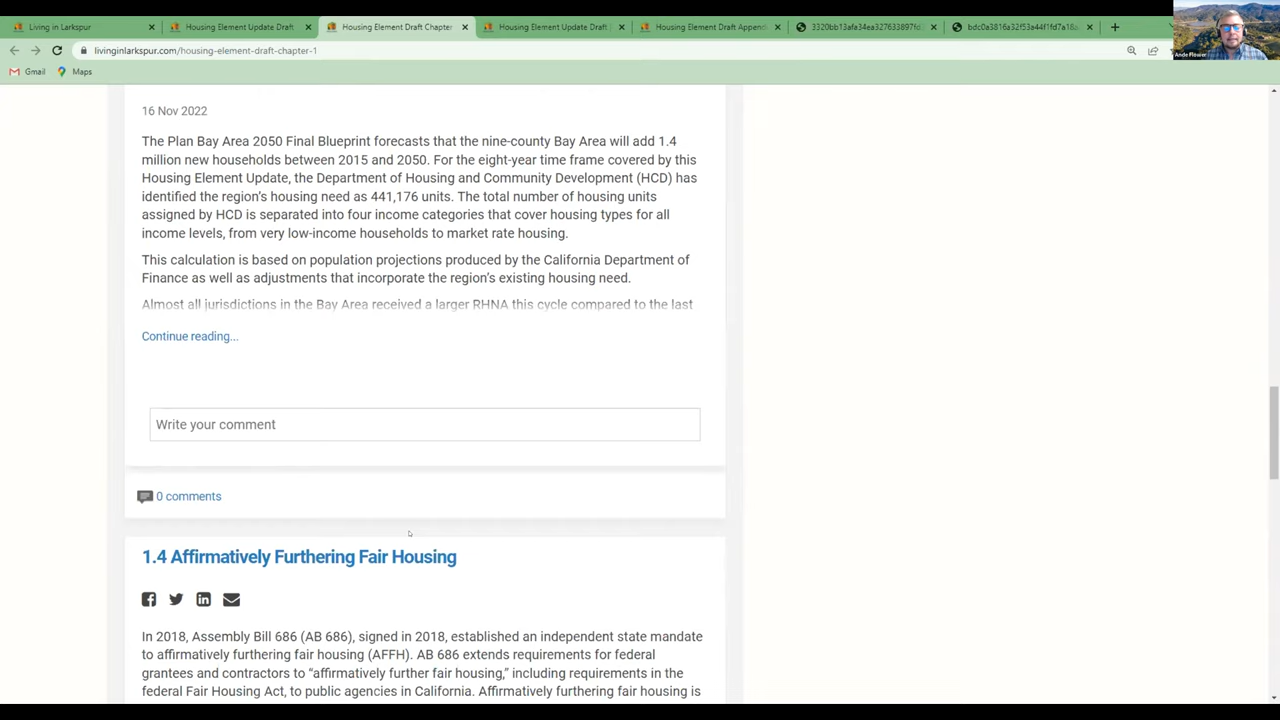 Living in Larkspur
Housing Element Update Draft
Housing Element Draft Chapter
Housing Element Update Draft
Housing Element Draft Append
3320bb13afa34ea327633897fd
bdc0a3816a32f53a44f1fd7a16
livinginlarkspur.com/housing-element-draft-chapter-1
Ande Flower
Gmail
Maps
16 Nov 2022
The Plan Bay Area 2050 Final Blueprint forecasts that the nine-county Bay Area will add 1.4
million new households between 2015 and 2050. For the eight-year time frame covered by this
Housing Element Update, the Department of Housing and Community Development (HCD) has
identified the region's housing need as 441,176 units. The total number of housing units
assigned by HCD is separated into four income categories that cover housing types for all
income levels, from very low-income households to market rate housing.
This calculation is based on population projections produced by the California Department of
Finance as well as adjustments that incorporate the region's existing housing need.
Almost all jurisdictions in the Bay Area received a larger RHNA this cycle compared to the last
Continue reading...
Write your comment
0 comments
1.4 Affirmatively Furthering Fair Housing
In 2018, Assembly Bill 686 (AB 686), signed in 2018, established an independent state mandate
to affirmatively furthering fair housing (AFFH). AB 686 extends requirements for federal
grantees and contractors to “affirmatively further fair housing,” including requirements in the
federal Fair Housing Act, to public agencies in California. Affirmatively furthering fair housing is